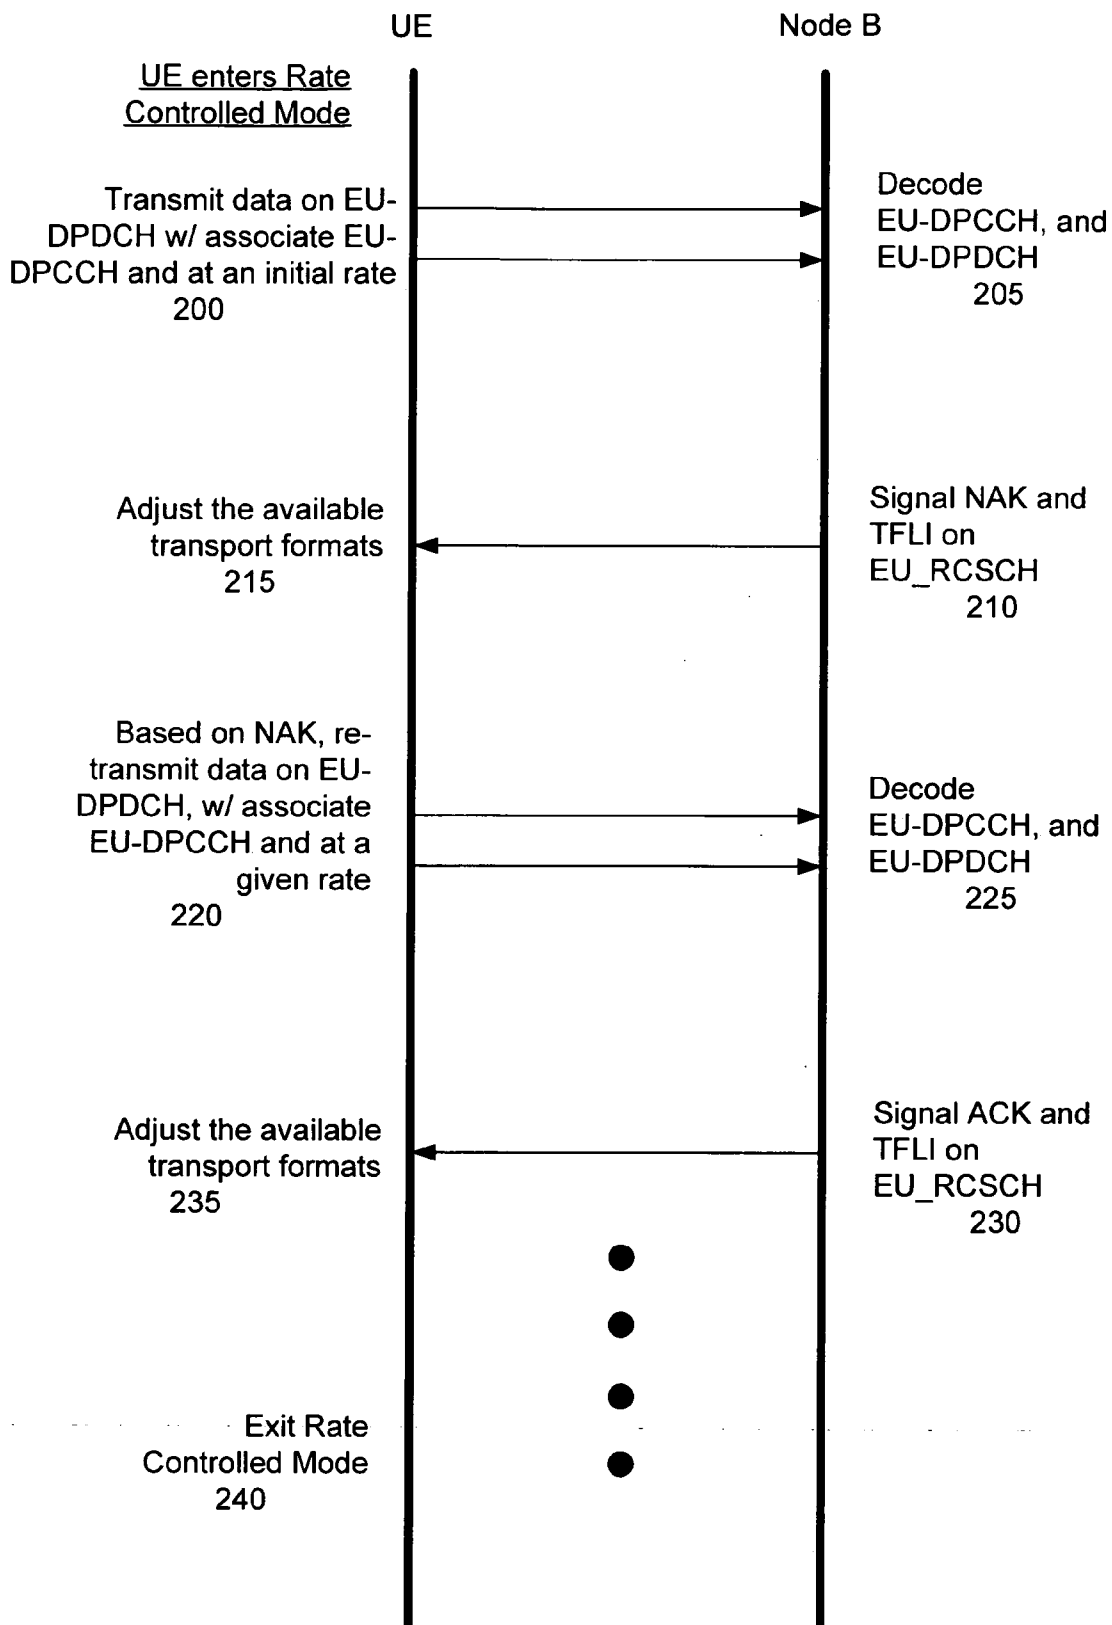 UE
Node B
UE enters Rate
Controlled Mode
Transmit data on EU-
DPDCH w/ associate EU-
DPCCH and at an initial rate
200
Decode
EU-DPCCH, and
EU-DPDCH
205
Adjust the available
transport formats
215
Signal NAK and
TFLI on
EU_RCSCH
210
Based on NAK, re-
transmit data on EU-
DPDCH, w/ associate
EU-DPCCH and at a
given rate
220
Decode
EU-DPCCH, and
EU-DPDCH
225
Adjust the available
transport formats
235
Signal ACK and
TFLI on
EU_RCSCH
230
Exit Rate
Controlled Mode
240